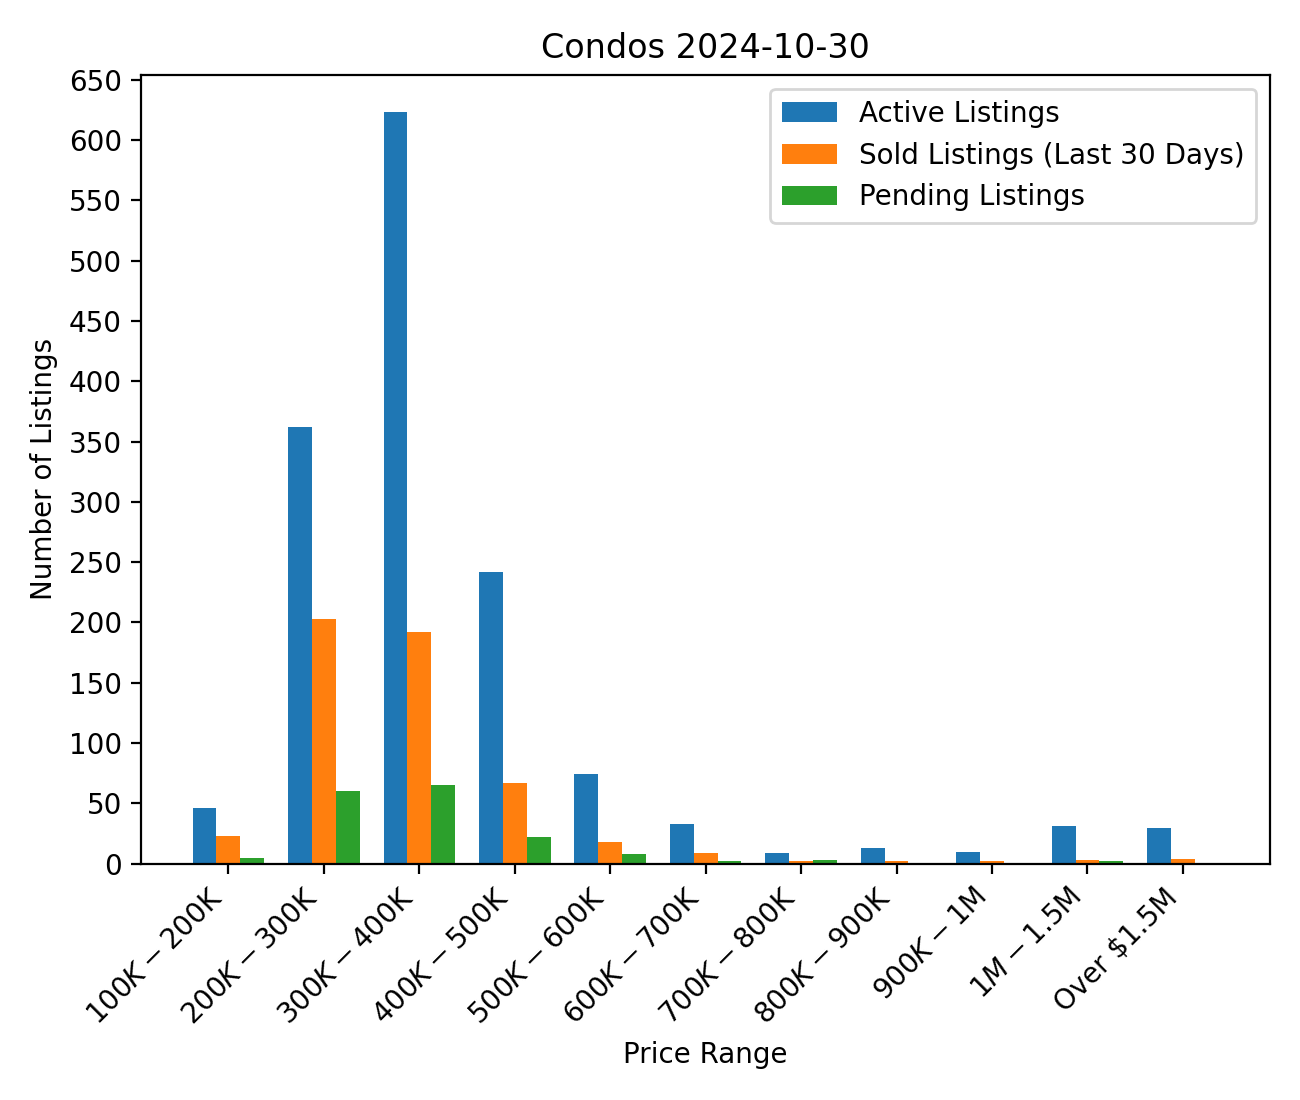 Condos 2024-10-30
Active Listings
Sold Listings (Last 30 Days)
Pending Listings
Number of Listings
650
600
550
500
450
400
350
300
250
200
150
100
50
0
100K − 200K
200K − 300K
300K − 400K
400K − 500K
500K − 600K
600K − 700K
700K − 800K
800K − 900K
900K − 1M
1M − 1.5M
Over $1.5M
Price Range